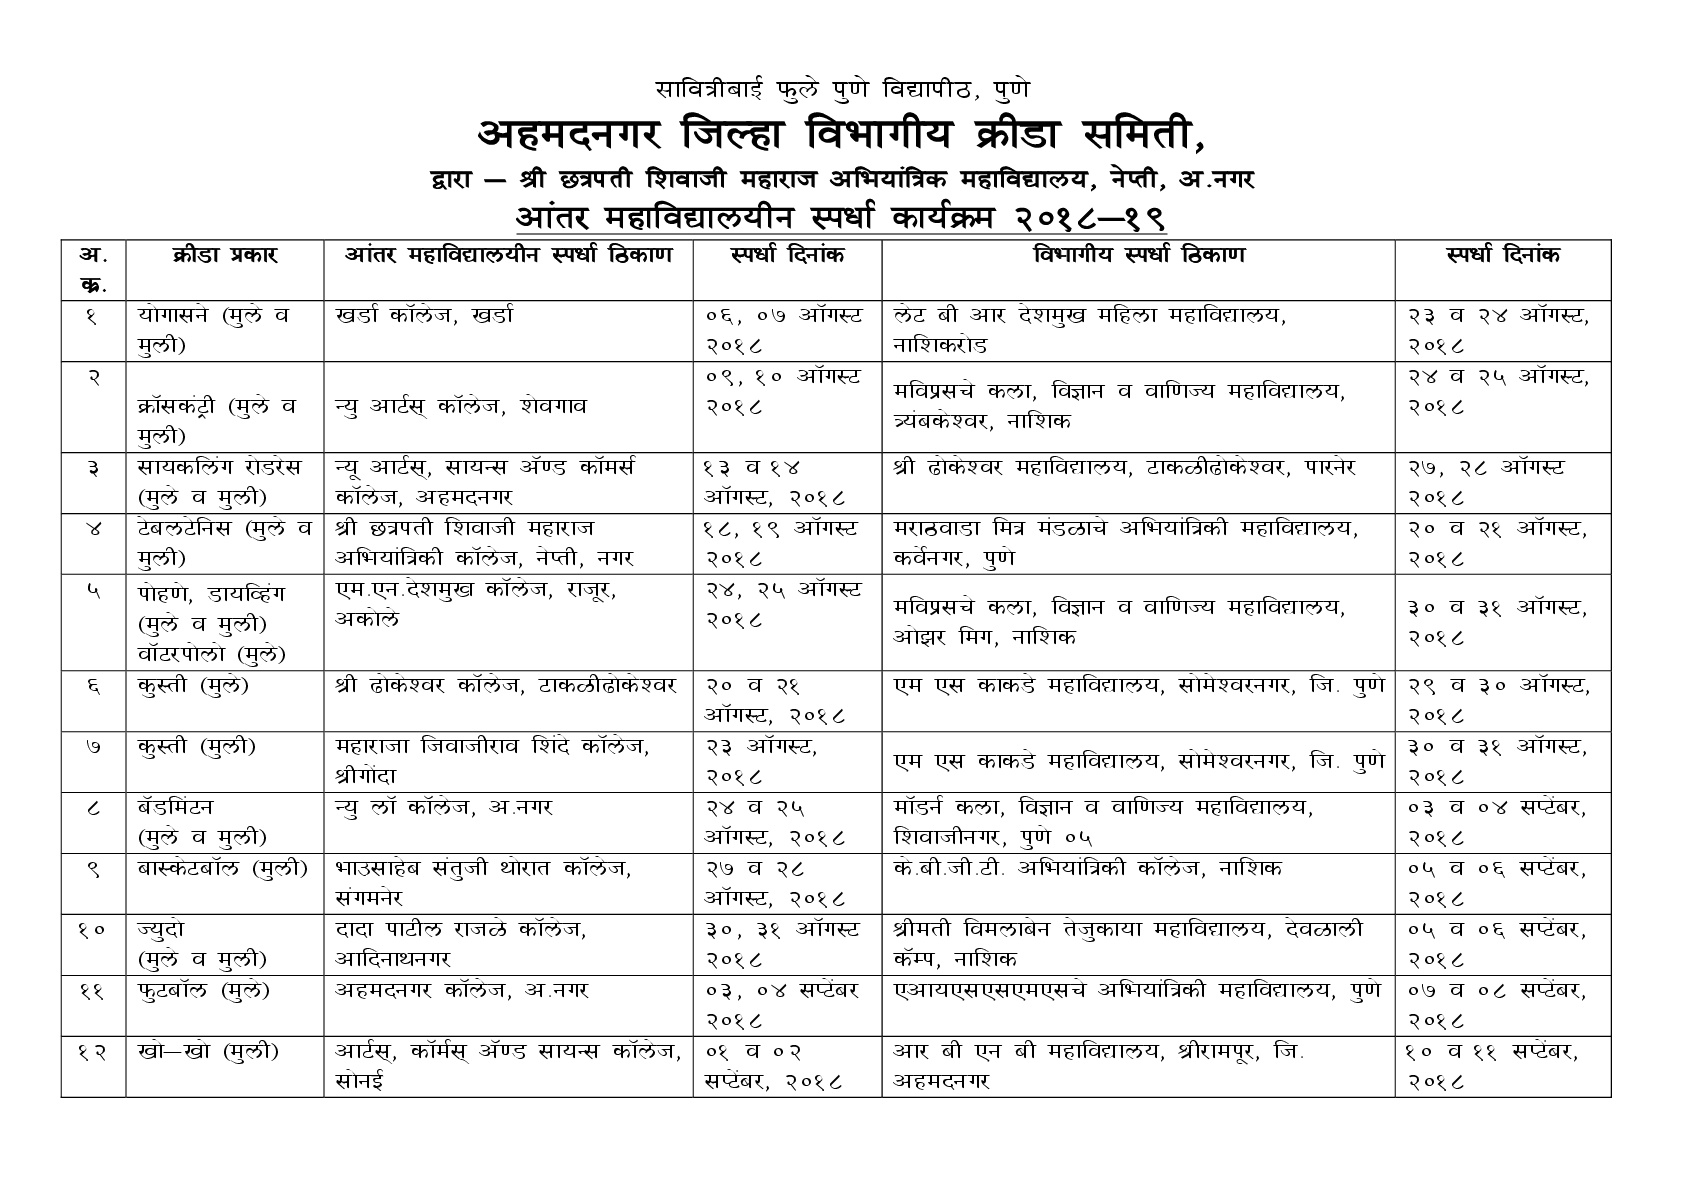 सावित्रीबाई फुले पुणे विद्यापीठ, पुणे
अहमदनगर जिल्हा विभागीय क्रीडा समिती,
द्वारा — श्री छत्रपती शिवाजी महाराज अभियांत्रिक महाविद्यालय, नेप्ती, अ.नगर
आंतर महाविद्यालयीन स्पर्धा कार्यक्रम २०१८—१९
अ. क्रीडा प्रकार आंतर महाविद्यालयीन स्पर्धा ठिकाण स्पर्धा दिनांक विभागीय स्पर्धा ठिकाण स्पर्धा दिनांक
क्र.
१ योगासने (मुले व खर्डा कॉलेज, खर्डा ०६, ०७ ऑगस्ट लेट बी आर देशमुख महिला महाविद्यालय, २३ व २४ ऑगस्ट,
मुली) २०१८ नाशिकरोड २०१८
२ ०९, १० ऑगस्ट मविप्रसचे कला, विज्ञान व वाणिज्य महाविद्यालय, २४ व २५ ऑगस्ट,
क्रॉसकंट्री (मुले व न्यु आर्टस् कॉलेज, शेवगाव २०१८ त्र्यंबकेश्वर, नाशिक २०१८
मुली)
३ सायकलिंग रोडरेस न्यू आर्टस्, सायन्स ॲण्ड कॉमर्स १३ व १४ श्री ढोकेश्वर महाविद्यालय, टाकळीढोकेश्वर, पारनेर २७, २८ ऑगस्ट
(मुले व मुली) कॉलेज, अहमदनगर ऑगस्ट, २०१८ २०१८
४ टेबलटेनिस (मुले व श्री छत्रपती शिवाजी महाराज १८, १९ ऑगस्ट मराठवाडा मित्र मंडळाचे अभियांत्रिकी महाविद्यालय, २० व २१ ऑगस्ट,
मुली) अभियांत्रिकी कॉलेज, नेप्ती, नगर २०१८ कर्वेनगर, पुणे २०१८
५ पोहणे, डायव्हिंग एम.एन.देशमुख कॉलेज, राजूर, २४, २५ ऑगस्ट मविप्रसचे कला, विज्ञान व वाणिज्य महाविद्यालय, ३० व ३१ ऑगस्ट,
(मुले व मुली) अकोले २०१८ ओझर मिग, नाशिक २०१८
वॉटरपोलो (मुले)
६ कुस्ती (मुले) श्री ढोकेश्वर कॉलेज, टाकळीढोकेश्वर २० व २१ एम एस काकडे महाविद्यालय, सोमेश्वरनगर, जि. पुणे २९ व ३० ऑगस्ट,
ऑगस्ट, २०१८ २०१८
७ कुस्ती (मुली) महाराजा जिवाजीराव शिंदे कॉलेज, २३ ऑगस्ट, एम एस काकडे महाविद्यालय, सोमेश्वरनगर, जि. पुणे ३० व ३१ ऑगस्ट,
श्रीगोंदा २०१८ २०१८
८ बॅडमिंटन न्यु लॉ कॉलेज, अ.नगर २४ व २५ मॉडर्न कला, विज्ञान व वाणिज्य महाविद्यालय, ०३ व ०४ सप्टेंबर,
(मुले व मुली) ऑगस्ट, २०१८ शिवाजीनगर, पुणे ०५ २०१८
९ बास्केटबॉल (मुली) भाउसाहेब संतुजी थोरात कॉलेज, २७ व २८ के.बी.जी.टी. अभियांत्रिकी कॉलेज, नाशिक ०५ व ०६ सप्टेंबर,
संगमनेर ऑगस्ट, २०१८ २०१८
१० ज्युदो दादा पाटील राजळे कॉलेज, ३०, ३१ ऑगस्ट श्रीमती विमलाबेन तेजुकाया महाविद्यालय, देवळाली ०५ व ०६ सप्टेंबर,
(मुले व मुली) आदिनाथनगर २०१८ कॅम्प, नाशिक २०१८
११ फुटबॉल (मुले) अहमदनगर कॉलेज, अ.नगर ०३, ०४ सप्टेंबर एआयएसएसएमएसचे अभियांत्रिकी महाविद्यालय, पुणे ०७ व ०८ सप्टेंबर,
२०१८ २०१८
१२ खो—खो (मुली) आर्टस्, कॉर्मस् ॲण्ड सायन्स कॉलेज, ०१ व ०२ आर बी एन बी महाविद्यालय, श्रीरामपूर, जि. १० व ११ सप्टेंबर,
सोनई सप्टेंबर, २०१८ अहमदनगर २०१८